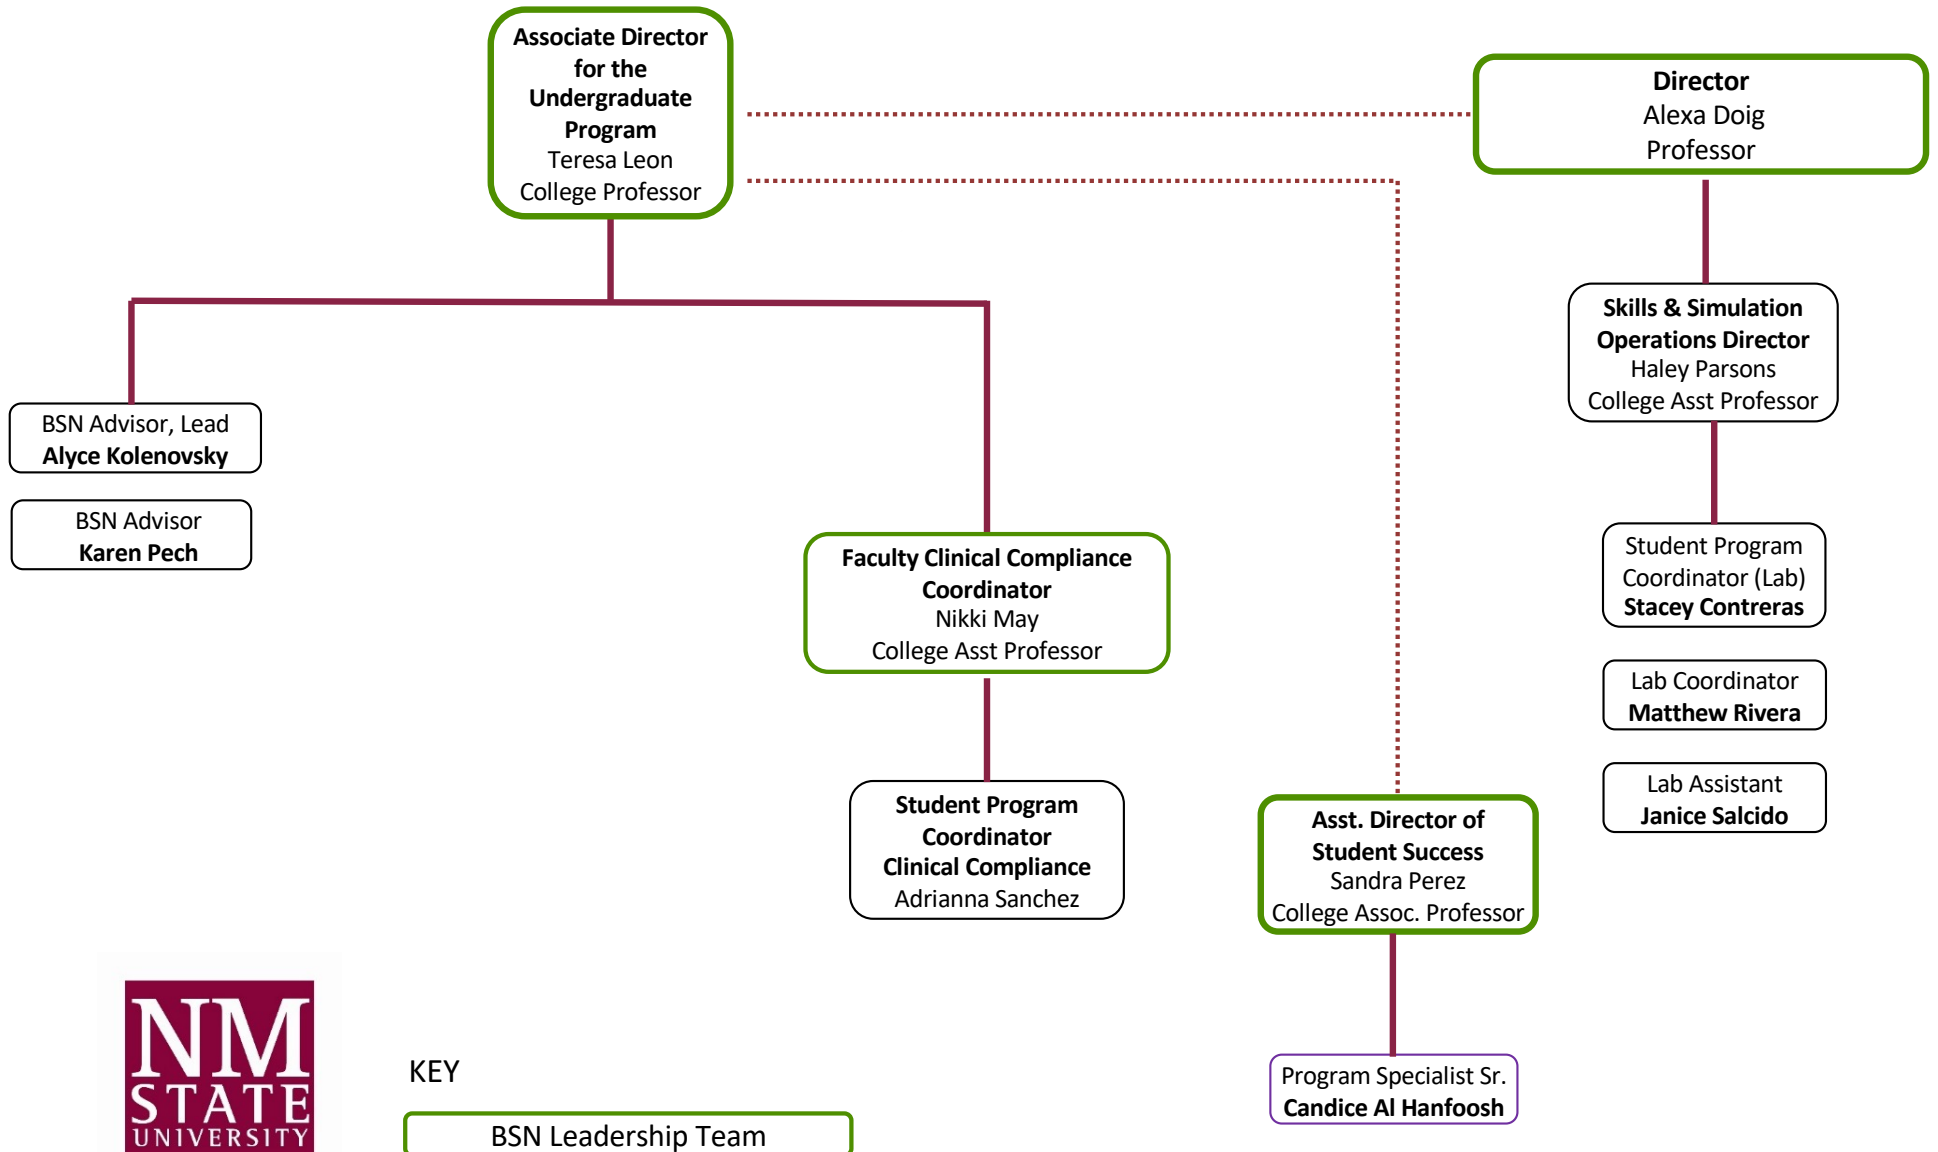 Associate Director
for the
Undergraduate
Program
Teresa Leon
College Professor
Director
Alexa Doig
Professor
Skills & Simulation
Operations Director
Haley Parsons
College Asst Professor
BSN Advisor, Lead
Alyce Kolenovsky
BSN Advisor
Karen Pech
Faculty Clinical Compliance
Coordinator
Nikki May
College Asst Professor
Student Program
Coordinator (Lab)
Stacey Contreras
Lab Coordinator
Matthew Rivera
Lab Assistant
Janice Salcido
Student Program
Coordinator
Clinical Compliance
Adrianna Sanchez
Asst. Director of
Student Success
Sandra Perez
College Assoc. Professor
Program Specialist Sr.
Candice Al Hanfoosh
NM
STATE
UNIVERSITY
KEY
BSN Leadership Team